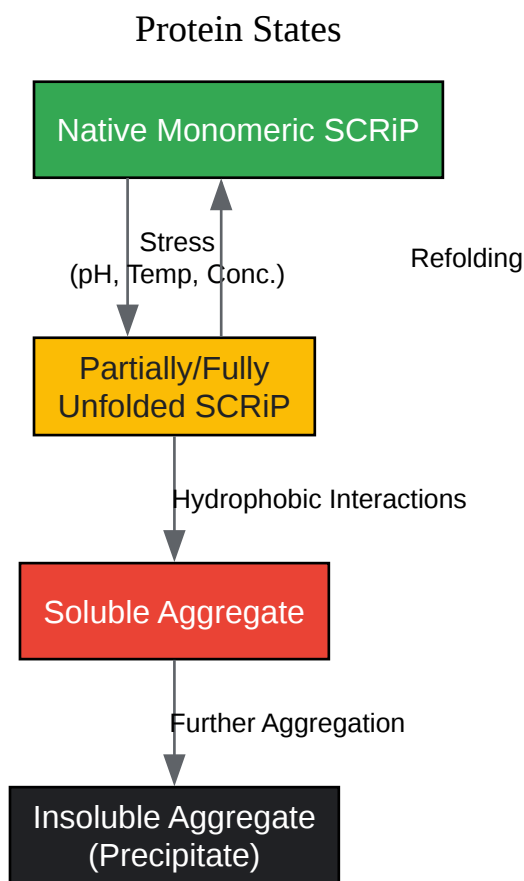 Protein States
Native Monomeric SCRiP
Stress
(pH, Temp, Conc.)
Refolding
Partially/Fully
Unfolded SCRiP
Hydrophobic Interactions
Soluble Aggregate
Further Aggregation
Insoluble Aggregate
(Precipitate)